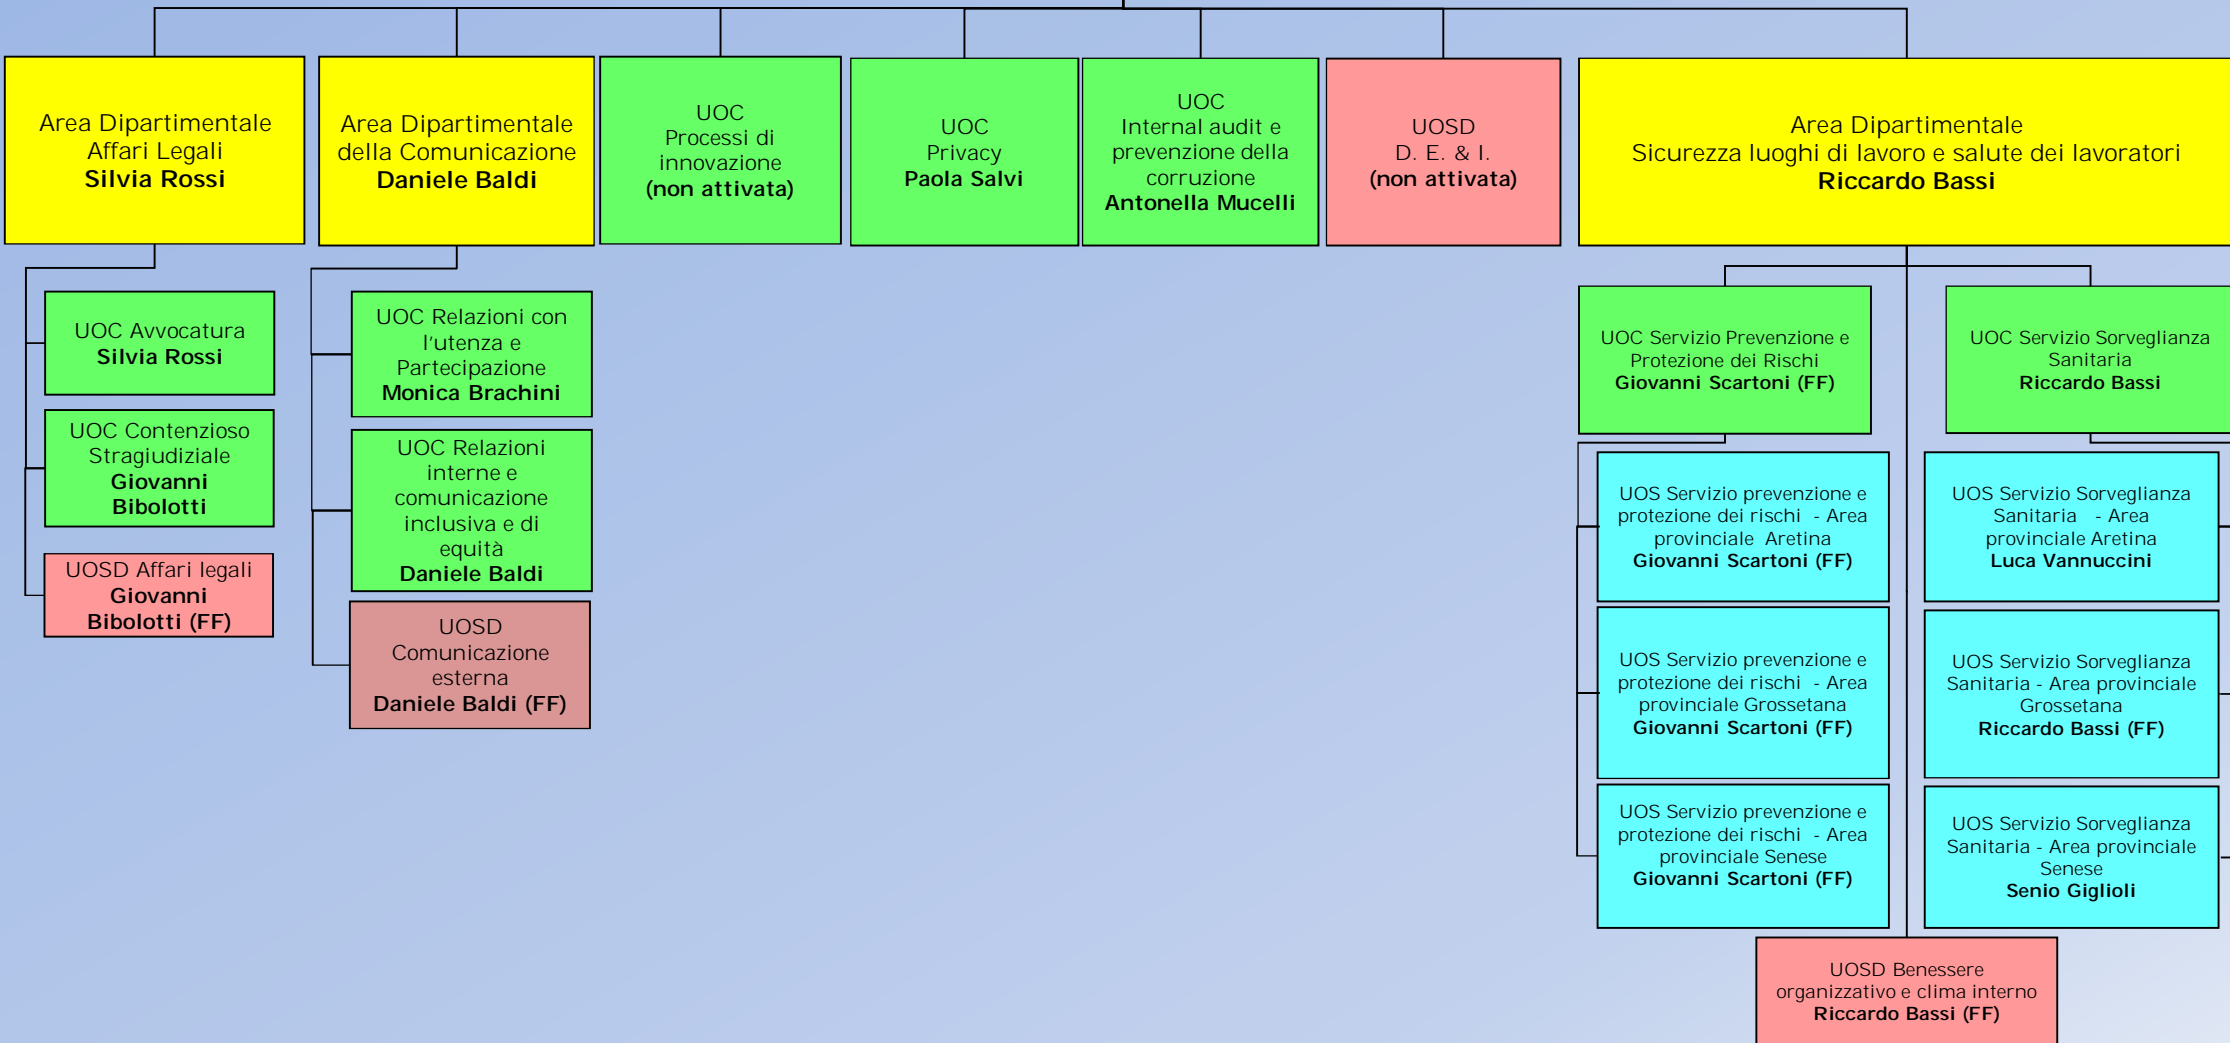 Area Dipartimentale
Affari Legali
Silvia Rossi
Area Dipartimentale
della Comunicazione
Daniele Baldi
UOC
Processi di
innovazione
(non attivata)
UOC
Privacy
Paola Salvi
UOC
Internal audit e
prevenzione della
corruzione
Antonella Mucelli
UOSD
D. E. & I.
(non attivata)
Area Dipartimentale
Sicurezza luoghi di lavoro e salute dei lavoratori
Riccardo Bassi
UOC Avvocatura
Silvia Rossi
UOC Contenzioso
Stragiudiziale
Giovanni
Bibolotti
UOSD Affari legali
Giovanni
Bibolotti (FF)
UOC Relazioni con
l'utenza e
Partecipazione
Monica Brachini
UOC Relazioni
interne e
comunicazione
inclusiva e di
equità
Daniele Baldi
UOSD
Comunicazione
esterna
Daniele Baldi (FF)
UOC Servizio Prevenzione e
Protezione dei Rischi
Giovanni Scartoni (FF)
UOS Servizio prevenzione e
protezione dei rischi - Area
provinciale Aretina
Giovanni Scartoni (FF)
UOS Servizio prevenzione e
protezione dei rischi - Area
provinciale Grossetana
Giovanni Scartoni (FF)
UOS Servizio prevenzione e
protezione dei rischi - Area
provinciale Senese
Giovanni Scartoni (FF)
UOC Servizio Sorveglianza
Sanitaria
Riccardo Bassi
UOS Servizio Sorveglianza
Sanitaria - Area
provinciale Aretina
Luca Vannuccini
UOS Servizio Sorveglianza
Sanitaria - Area provinciale
Grossetana
Riccardo Bassi (FF)
UOS Servizio Sorveglianza
Sanitaria - Area provinciale
Senese
Senio Giglioli
UOSD Benessere
organizzativo e clima interno
Riccardo Bassi (FF)